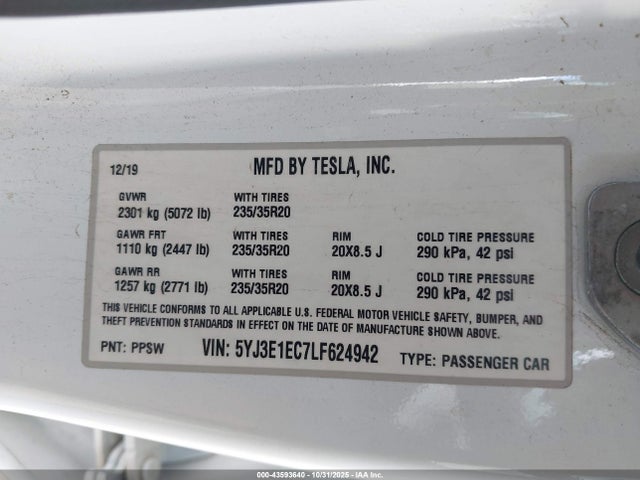 12/19 MFD BY TESLA, INC.
GVWR WITH TIRES
2301 kg (5072 lb) 235/35R20
GAWR FRT WITH TIRES RIM COLD TIRE PRESSURE
1110 kg (2447 lb) 235/35R20 20X8.5 J 290 kPa, 42 psi
GAWR RR WITH TIRES RIM COLD TIRE PRESSURE
1257 kg (2771 lb) 235/35R20 20X8.5 J 290 kPa, 42 psi
THIS VEHICLE CONFORMS TO ALL APPLICABLE U.S. FEDERAL MOTOR VEHICLE SAFETY, BUMPER, AND
THEFT PREVENTION STANDARDS IN EFFECT ON THE DATE OF MANUFACTURE SHOWN ABOVE.
PNT: PPSW VIN: 5YJ3E1EC7LF624942 TYPE: PASSENGER CAR
000-43593640 - 10/31/2025 - IAA Inc.